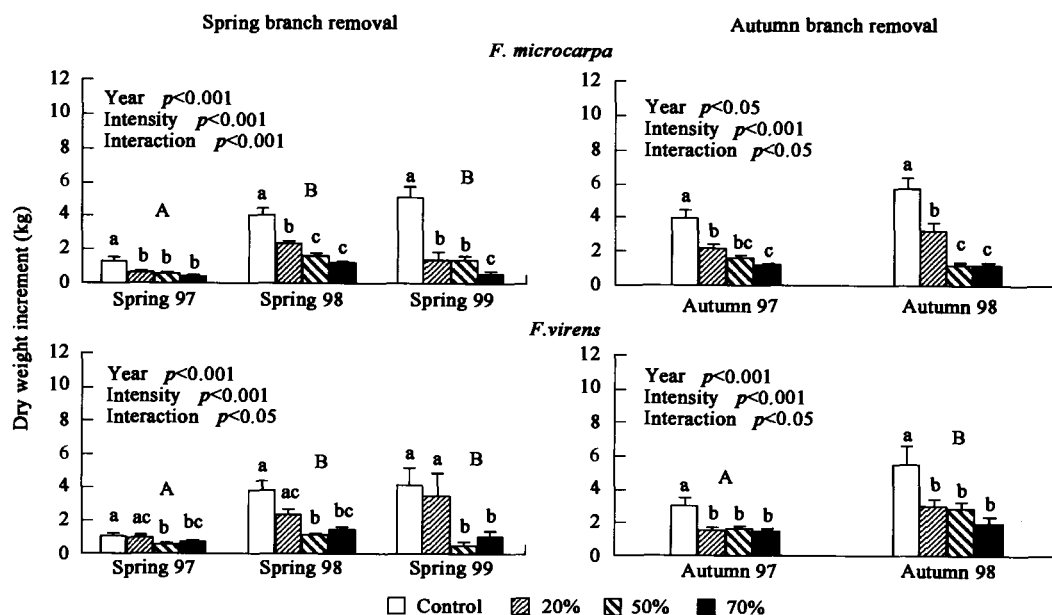 Spring branch removal
Autumn branch removal
F. microcarpa
Dry weight increment (kg)
12
10
8
6
4
2
0
Year p<0.001
Intensity p<0.001
Interaction p<0.001
A
a
b
b
b
B
a
b
c
c
B
a
b
b
c
Spring 97
Spring 98
Spring 99
12
10
8
6
4
2
0
Year p<0.05
Intensity p<0.001
Interaction p<0.05
a
b
bc
c
a
b
c
c
Autumn 97
Autumn 98
F.virens
12
10
8
6
4
2
0
Year p<0.001
Intensity p<0.001
Interaction p<0.05
A
a
ac
b
bc
B
a
ac
b
bc
B
a
a
b
b
Spring 97
Spring 98
Spring 99
12
10
8
6
4
2
0
Year p<0.001
Intensity p<0.001
Interaction p<0.05
A
a
b
b
b
B
a
b
b
b
Autumn 97
Autumn 98
Control 20% 50% 70%